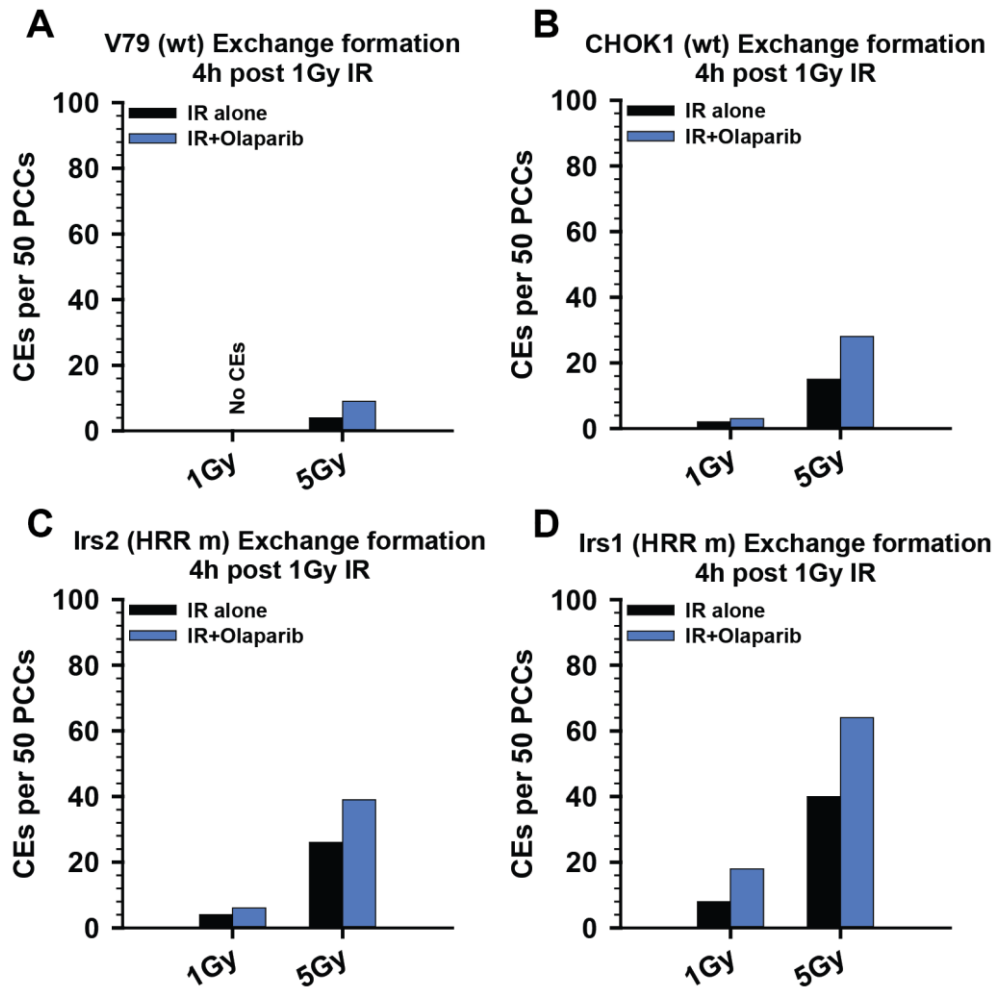 A
V79 (wt) Exchange formation
4h post 1Gy IR
CEs per 50 PCCs
100
80
60
40
20
0
IR alone
IR+Olaparib
No CEs
1Gy
5Gy
B
CHOK1 (wt) Exchange formation
4h post 1Gy IR
CEs per 50 PCCs
100
80
60
40
20
0
IR alone
IR+Olaparib
1Gy
5Gy
C
Irs2 (HRR m) Exchange formation
4h post 1Gy IR
CEs per 50 PCCs
100
80
60
40
20
0
IR alone
IR+Olaparib
1Gy
5Gy
D
Irs1 (HRR m) Exchange formation
4h post 1Gy IR
CEs per 50 PCCs
100
80
60
40
20
0
IR alone
IR+Olaparib
1Gy
5Gy